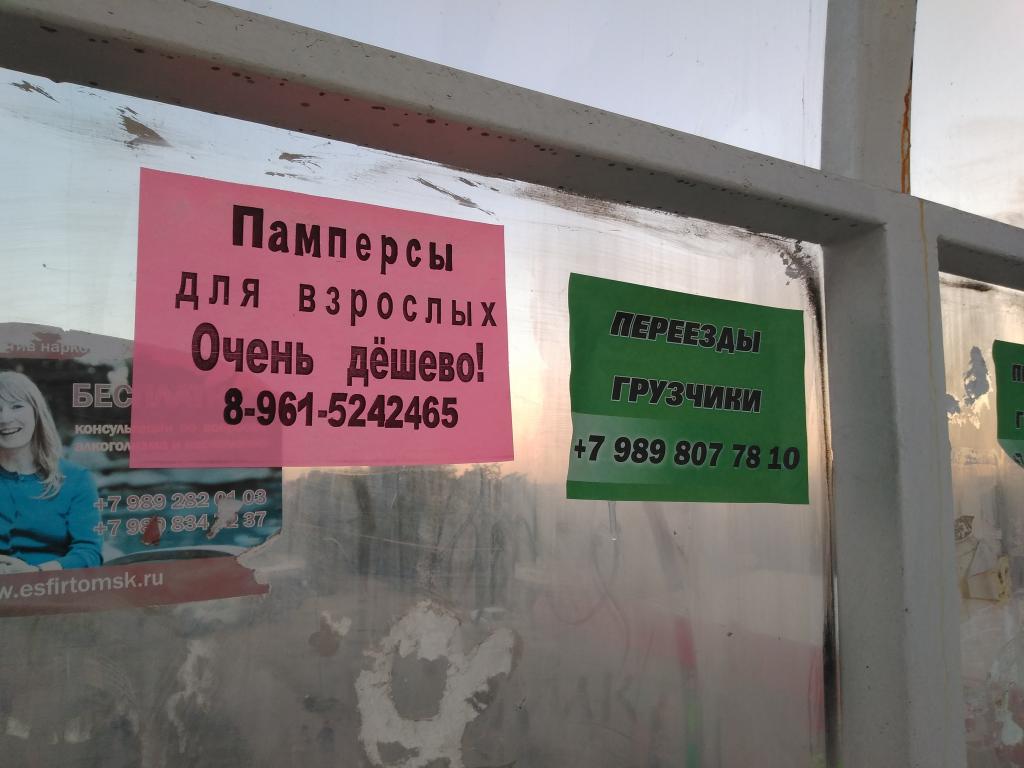 Памперсы
для взрослых
Очень дёшево!
8-961-5242465
ПЕРЕЕЗДЫ
ГРУЗЧИКИ
+7 989 807 78 10
консуль
+7 989 282 01 03
esfirtomsk.ru